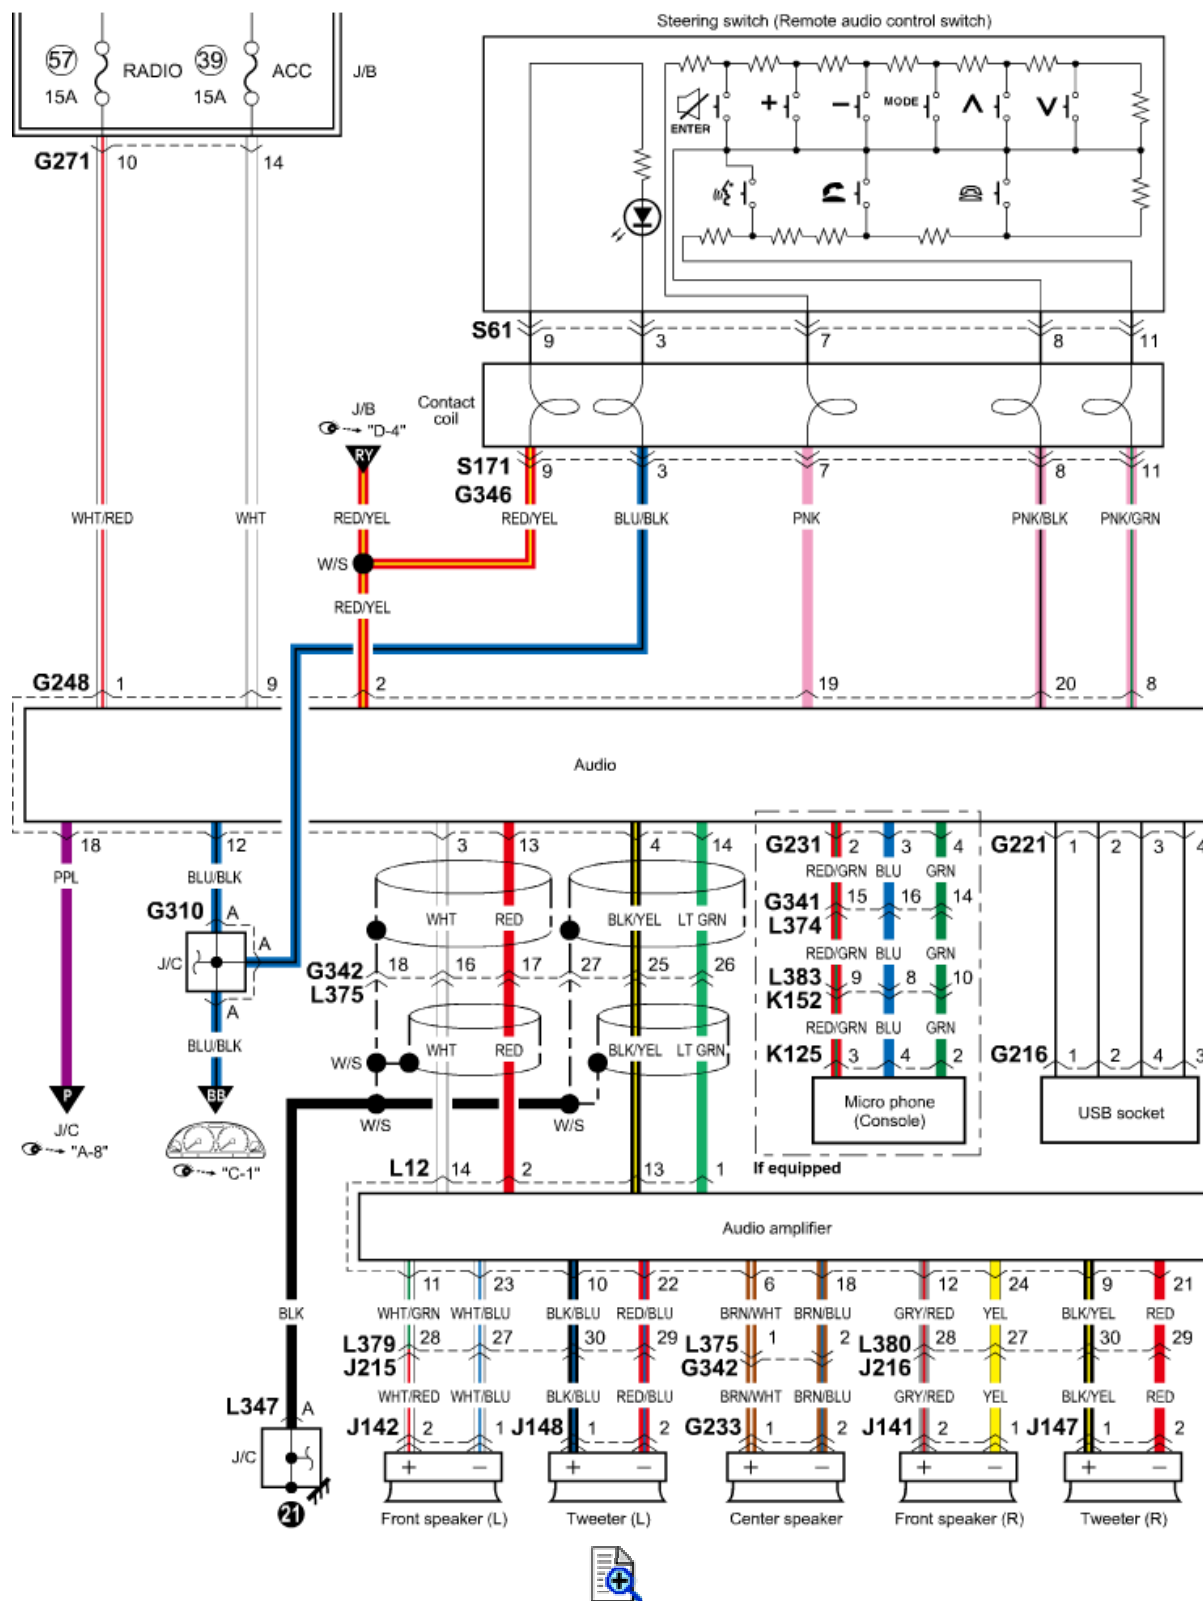 Steering switch (Remote audio control switch)
57 RADIO 39 ACC J/B
15A 15A
ENTER + − MODE ∧ ∨
G271 10 14
S61 9 3 7 8 11
Contact
coil
J/B
"D-4"
RY
S171 9 3 7 8 11
G346
WHT/RED WHT RED/YEL RED/YEL BLU/BLK PNK PNK/BLK PNK/GRN
W/S
RED/YEL
G248 1 9 2 19 20 8
Audio
18 12 3 13 4 14 G231 2 3 4 G221 1 2 3 4
PPL BLU/BLK RED/GRN BLU GRN
G341 15 16 14
L374
G310 A WHT RED BLK/YEL LT GRN
J/C A RED/GRN BLU GRN
G342 18 16 17 27 25 26 L383 9 8 10
L375 K152
A
BLU/BLK WHT RED BLK/YEL LT GRN RED/GRN BLU GRN
W/S K125 3 4 2 G216 1 2 4 3
P BB Micro phone
(Console) USB socket
J/C W/S W/S
"A-8" "C-1"
If equipped
L12 14 2 13 1
Audio amplifier
11 23 10 22 6 18 12 24 9 21
BLK WHT/GRN WHT/BLU BLK/BLU RED/BLU BRN/WHT BRN/BLU GRY/RED YEL BLK/YEL RED
L379 28 27 30 29 L375 1 2 L380 28 27 30 29
J215 G342 J216
WHT/RED WHT/BLU BLK/BLU RED/BLU BRN/WHT BRN/BLU GRY/RED YEL BLK/YEL RED
L347 A
J142 2 1 J148 1 2 G233 1 2 J141 2 1 J147 1 2
J/C + − + − + − + − + −
21 Front speaker (L) Tweeter (L) Center speaker Front speaker (R) Tweeter (R)